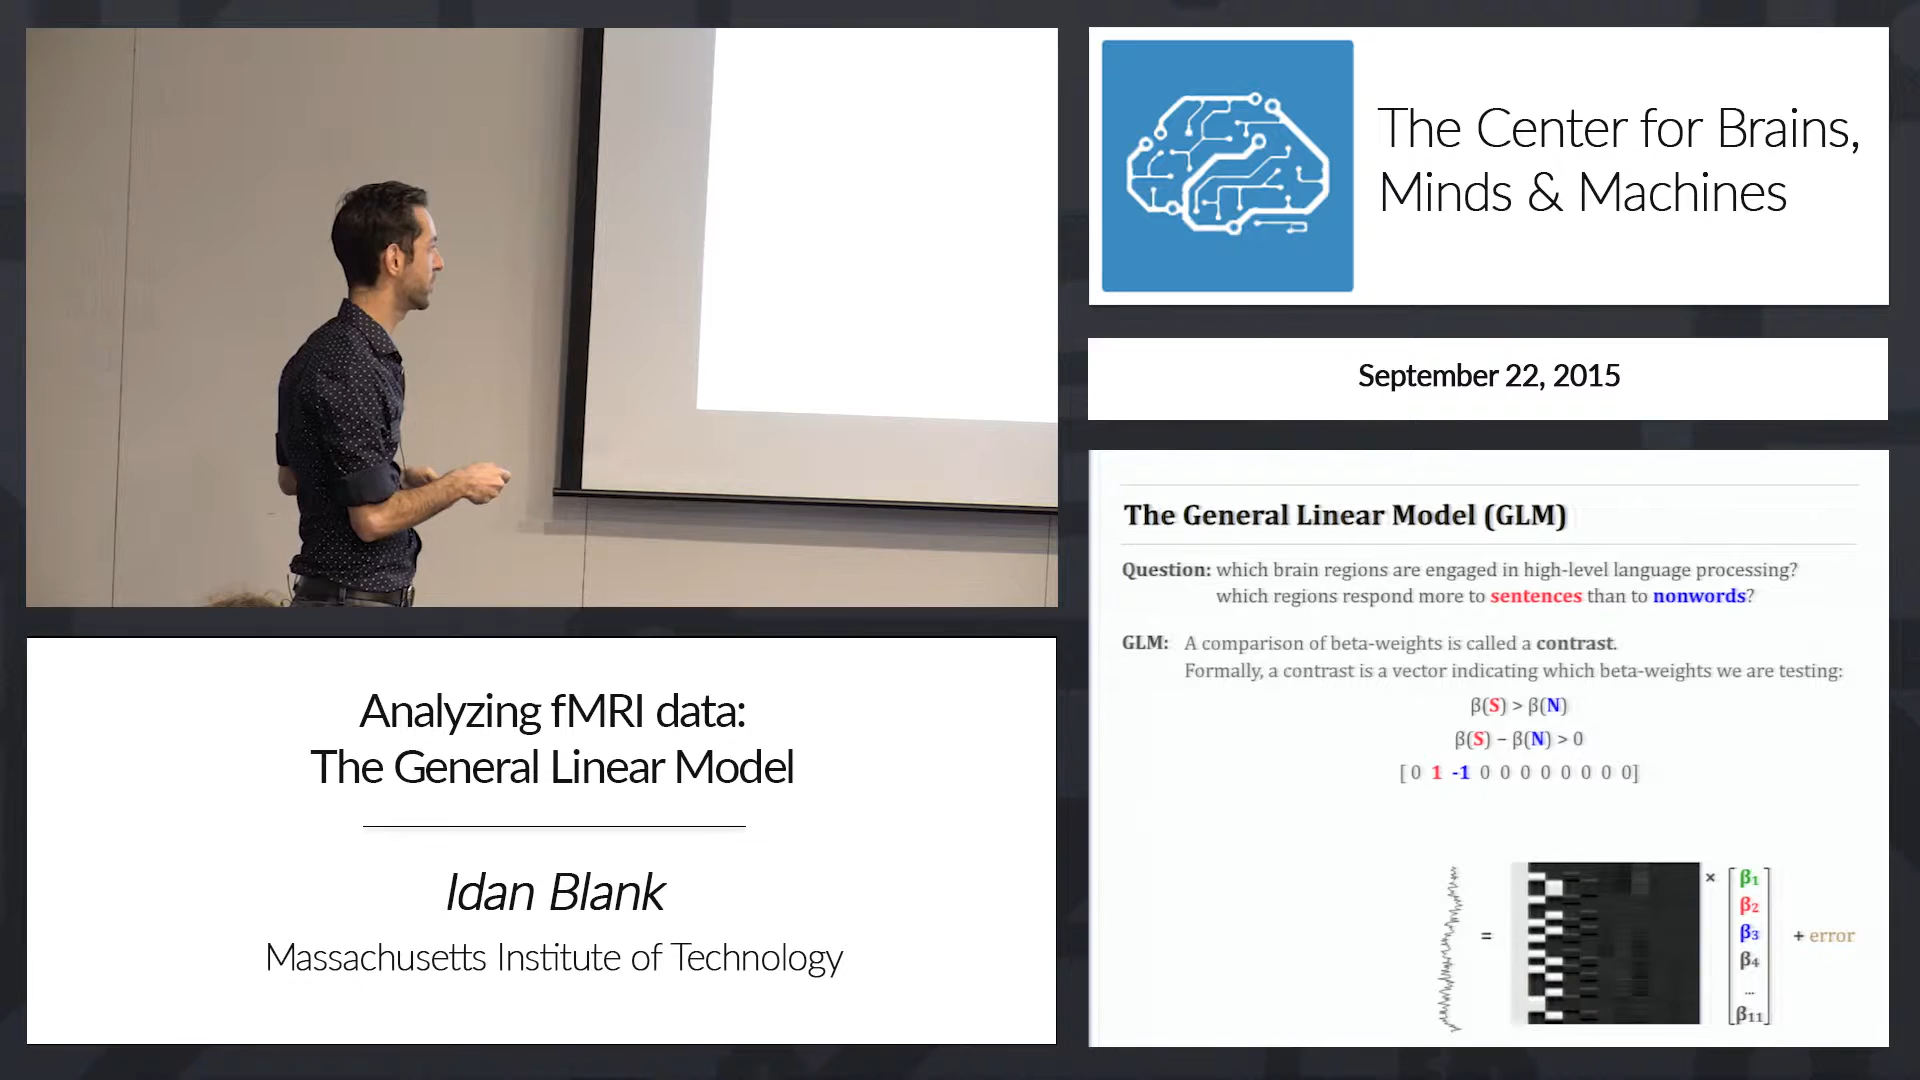 The Center for Brains,
Minds & Machines
September 22, 2015
The General Linear Model (GLM)
Question: which brain regions are engaged in high-level language processing?
which regions respond more to sentences than to nonwords?
GLM: A comparison of beta-weights is called a contrast.
Formally, a contrast is a vector indicating which beta-weights we are testing:
β(S) > β(N)
β(S) – β(N) > 0
[ 0 1 -1 0 0 0 0 0 0 0 0]
=
×
β1
β2
β3
β4
...
β11
+ error
Analyzing fMRI data:
The General Linear Model
Idan Blank
Massachusetts Institute of Technology